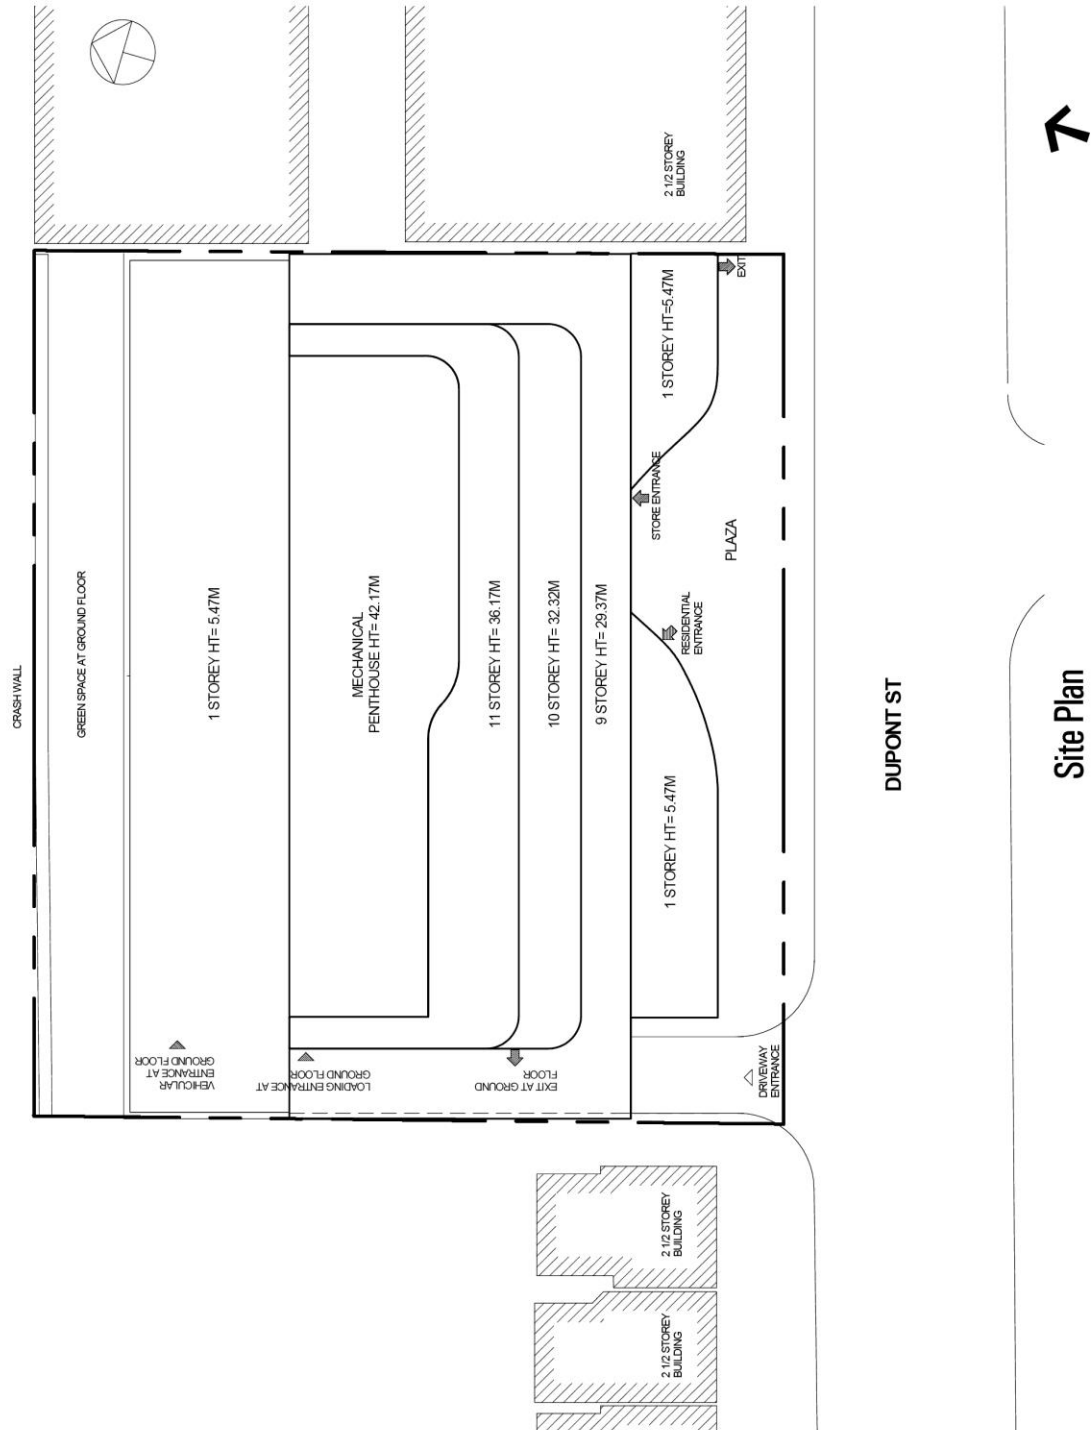 CRASH WALL
GREEN SPACE AT GROUND FLOOR
1 STOREY HT= 5.47M
VEHICULAR
ENTRANCE AT
GROUND FLOOR
MECHANICAL
PENTHOUSE HT= 42.17M
LOADING ENTRANCE AT
GROUND FLOOR
11 STOREY HT= 36.17M
10 STOREY HT= 32.32M
9 STOREY HT= 29.37M
EXIT AT GROUND
FLOOR
1 STOREY HT= 5.47M
RESIDENTIAL
ENTRANCE
STORE ENTRANCE
1 STOREY HT=5.47M
EXIT
PLAZA
DRIVEWAY
ENTRANCE
2 1/2 STOREY
BUILDING
2 1/2 STOREY
BUILDING
2 1/2 STOREY
BUILDING
DUPONT ST
Site Plan